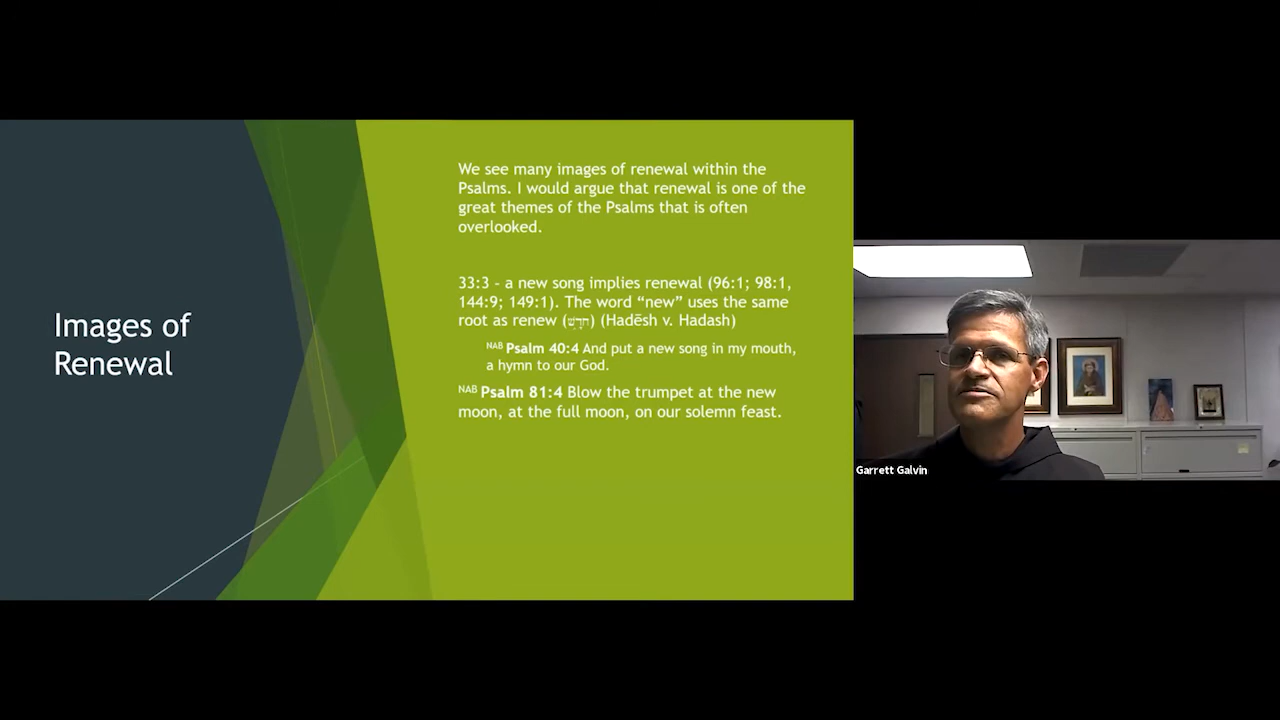 Images of
Renewal
We see many images of renewal within the
Psalms. I would argue that renewal is one of the
great themes of the Psalms that is often
overlooked.
33:3 - a new song implies renewal (96:1; 98:1,
144:9; 149:1). The word “new” uses the same
root as renew (חדש) (Hadēsh v. Hadash)
NAB Psalm 40:4 And put a new song in my mouth,
a hymn to our God.
NAB Psalm 81:4 Blow the trumpet at the new
moon, at the full moon, on our solemn feast.
Garrett Galvin